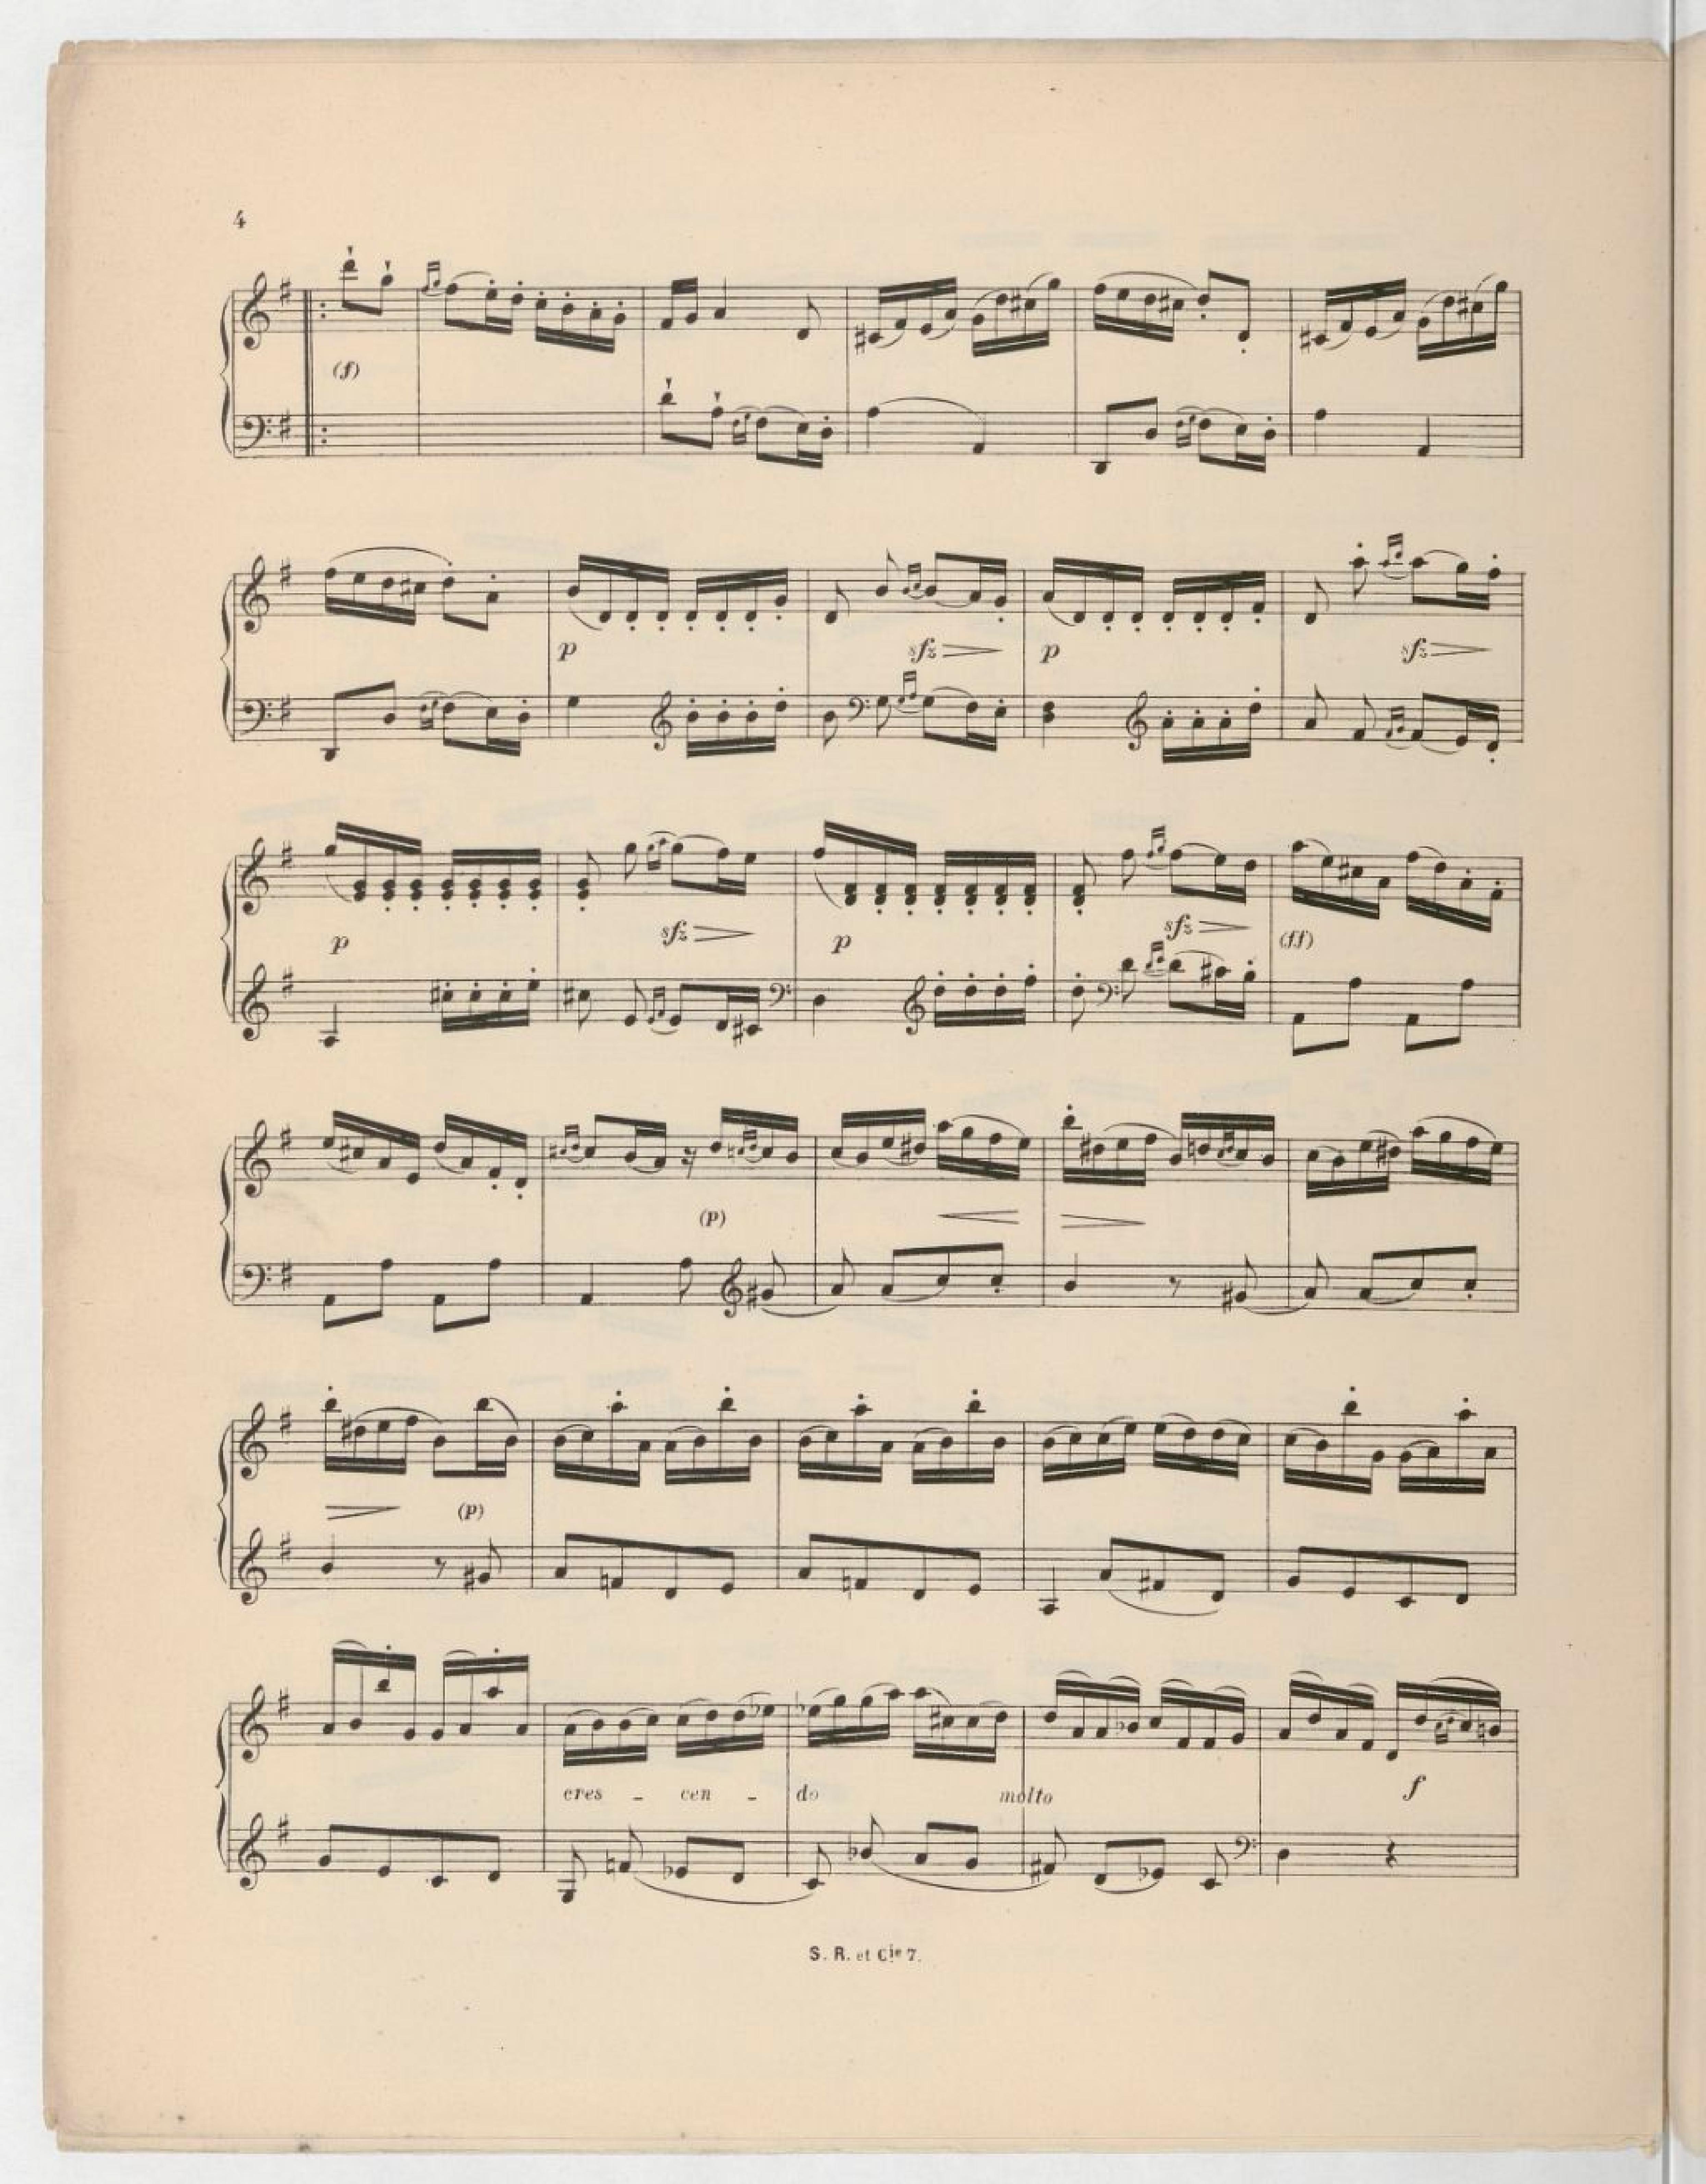 4
(f)
p sfz p sfz
p sfz p sfz (ff)
(p)
(p)
cres - cen - do molto f
S. R. et Cie 7.